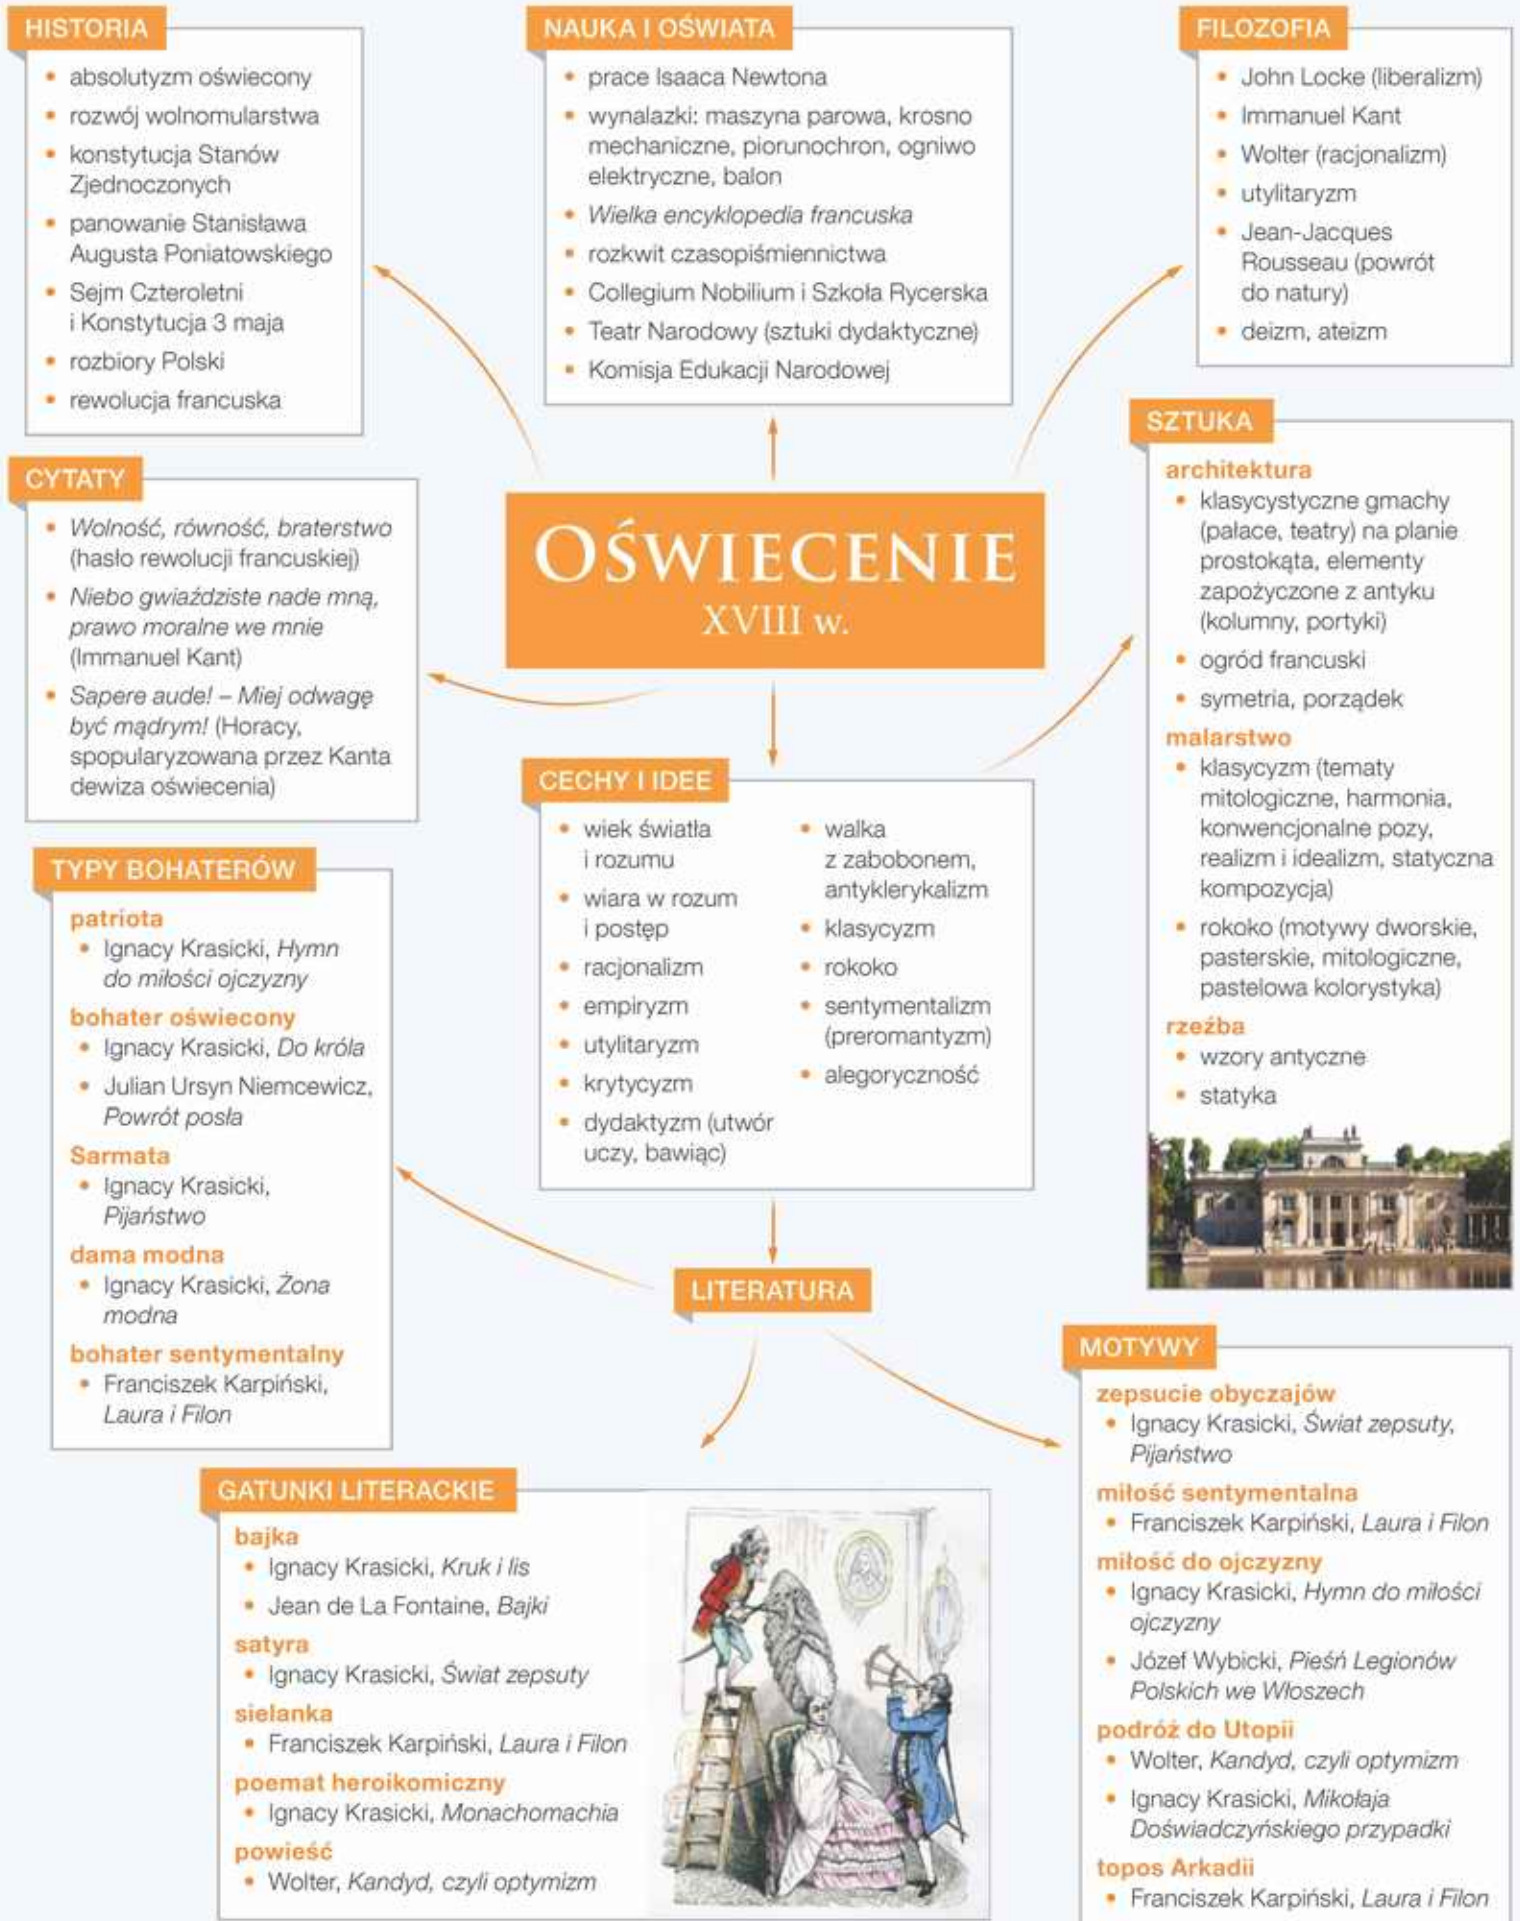 HISTORIA
• absolutyzm oświecony
• rozwój wolnomularstwa
• konstytucja Stanów
Zjednoczonych
• panowanie Stanisława
Augusta Poniatowskiego
• Sejm Czteroletni
i Konstytucja 3 maja
• rozbiory Polski
• rewolucja francuska
NAUKA I OŚWIATA
• prace Isaaca Newtona
• wynalazki: maszyna parowa, krosno
mechaniczne, piorunochron, ogniwo
elektryczne, balon
• Wielka encyklopedia francuska
• rozkwit czasopiśmiennictwa
• Collegium Nobilium i Szkoła Rycerska
• Teatr Narodowy (sztuki dydaktyczne)
• Komisja Edukacji Narodowej
FILOZOFIA
• John Locke (liberalizm)
• Immanuel Kant
• Wolter (racjonalizm)
• utylitaryzm
• Jean-Jacques
Rousseau (powrót
do natury)
• deizm, ateizm
CYTATY
• Wolność, równość, braterstwo
(hasło rewolucji francuskiej)
• Niebo gwiaździste nade mną,
prawo moralne we mnie
(Immanuel Kant)
• Sapere aude! – Miej odwagę
być mądrym! (Horacy,
spopularyzowana przez Kanta
dewiza oświecenia)
OŚWIECENIE
XVIII w.
SZTUKA
architektura
• klasycystyczne gmachy
(pałace, teatry) na planie
prostokąta, elementy
zapożyczone z antyku
(kolumny, portyki)
• ogród francuski
• symetria, porządek
malarstwo
• klasycyzm (tematy
mitologiczne, harmonia,
konwencjonalne pozy,
realizm i idealizm, statyczna
kompozycja)
• rokoko (motywy dworskie,
pasterskie, mitologiczne,
pastelowa kolorystyka)
rzeźba
• wzory antyczne
• statyka
CECHY I IDEE
• wiek światła
i rozumu
• wiara w rozum
i postęp
• racjonalizm
• empiryzm
• utylitaryzm
• krytycyzm
• dydaktyzm (utwór
uczy, bawiąc)
• walka
z zabobonem,
antyklerykalizm
• klasycyzm
• rokoko
• sentymentalizm
(preromantyzm)
• alegoryczność
TYPY BOHATERÓW
patriota
• Ignacy Krasicki, Hymn
do miłości ojczyzny
bohater oświecony
• Ignacy Krasicki, Do króla
• Julian Ursyn Niemcewicz,
Powrót posła
Sarmata
• Ignacy Krasicki,
Pijaństwo
dama modna
• Ignacy Krasicki, Żona
modna
bohater sentymentalny
• Franciszek Karpiński,
Laura i Filon
LITERATURA
GATUNKI LITERACKIE
bajka
• Ignacy Krasicki, Kruk i lis
• Jean de La Fontaine, Bajki
satyra
• Ignacy Krasicki, Świat zepsuty
sielanka
• Franciszek Karpiński, Laura i Filon
poemat heroikomiczny
• Ignacy Krasicki, Monachomachia
powieść
• Wolter, Kandyd, czyli optymizm
MOTYWY
zepsucie obyczajów
• Ignacy Krasicki, Świat zepsuty,
Pijaństwo
miłość sentymentalna
• Franciszek Karpiński, Laura i Filon
miłość do ojczyzny
• Ignacy Krasicki, Hymn do miłości
ojczyzny
• Józef Wybicki, Pieśń Legionów
Polskich we Włoszech
podróż do Utopii
• Wolter, Kandyd, czyli optymizm
• Ignacy Krasicki, Mikołaja
Doświadczyńskiego przypadki
topos Arkadii
• Franciszek Karpiński, Laura i Filon